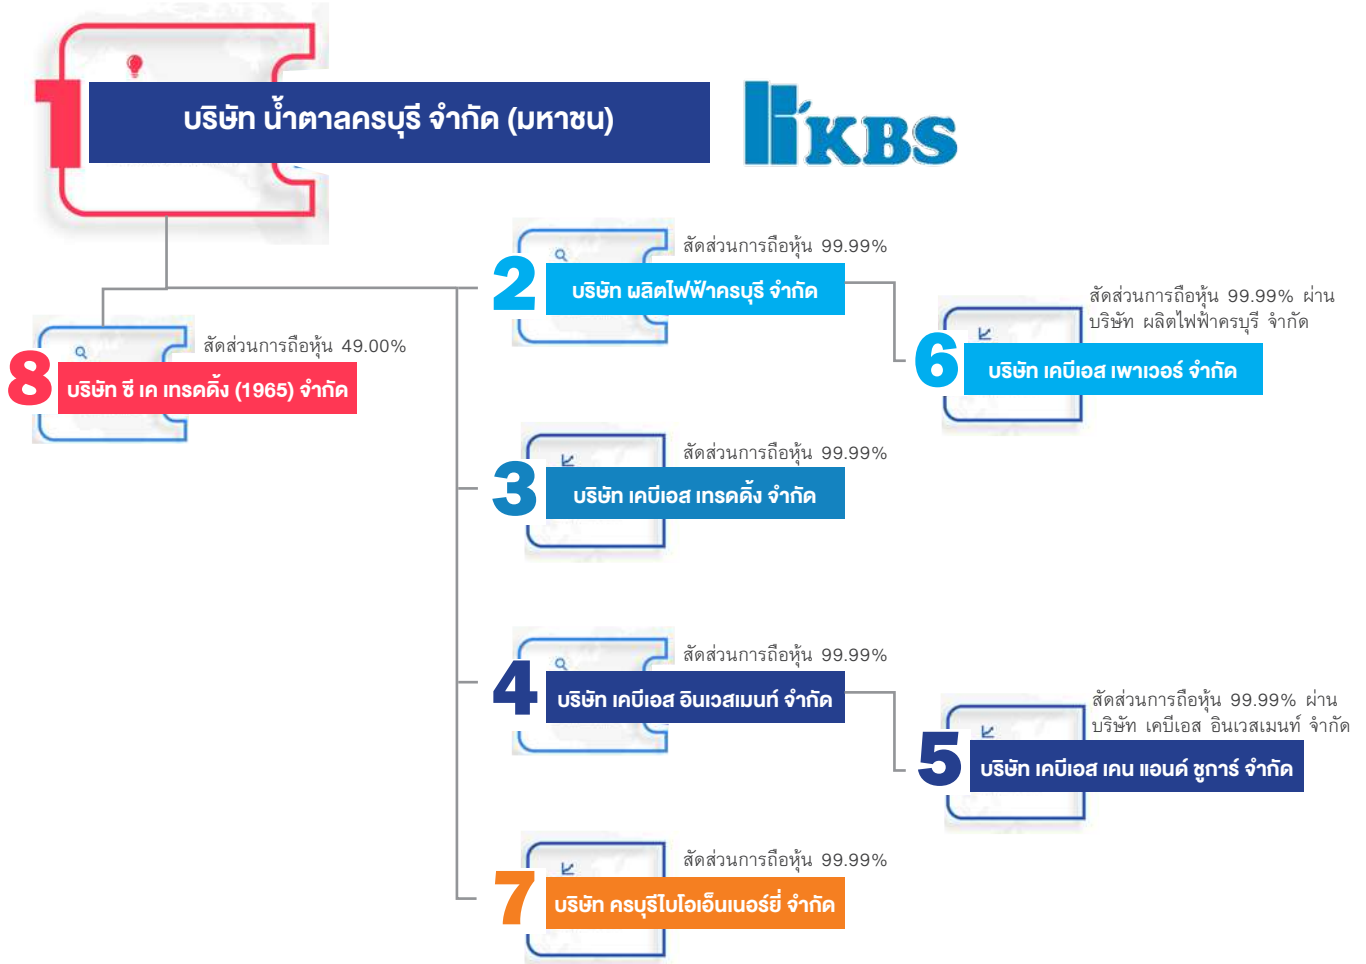 1
บริษัท น้ำตาลครบุรี จำกัด (มหาชน)
KBS
สัดส่วนการถือหุ้น 99.99%
2
บริษัท ผลิตไฟฟ้าครบุรี จำกัด
สัดส่วนการถือหุ้น 99.99% ผ่าน
บริษัท ผลิตไฟฟ้าครบุรี จำกัด
6
บริษัท เคบีเอส เพาเวอร์ จำกัด
สัดส่วนการถือหุ้น 49.00%
8
บริษัท ซี เค เทรดดิ้ง (1965) จำกัด
สัดส่วนการถือหุ้น 99.99%
3
บริษัท เคบีเอส เทรดดิ้ง จำกัด
สัดส่วนการถือหุ้น 99.99%
4
บริษัท เคบีเอส อินเวสเมนท์ จำกัด
สัดส่วนการถือหุ้น 99.99% ผ่าน
บริษัท เคบีเอส อินเวสเมนท์ จำกัด
5
บริษัท เคบีเอส เคน แอนด์ ชูการ์ จำกัด
สัดส่วนการถือหุ้น 99.99%
7
บริษัท ครบุรีไบโอเอ็นเนอร์ยี่ จำกัด